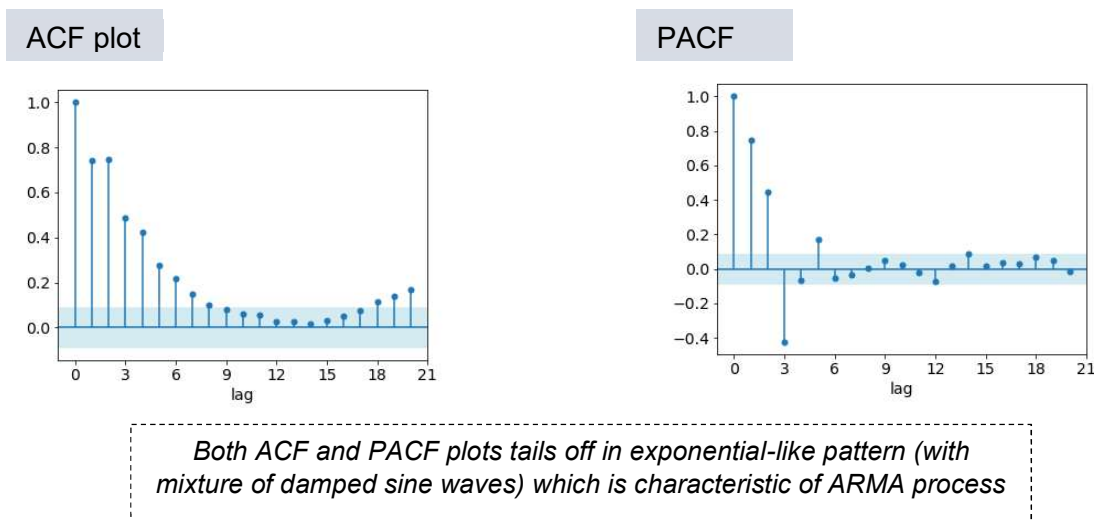 ACF plot
PACF
1.0
0.8
0.6
0.4
0.2
0.0
0 3 6 9 12 15 18 21
lag
1.0
0.8
0.6
0.4
0.2
0.0
−0.2
−0.4
0 3 6 9 12 15 18 21
lag
Both ACF and PACF plots tails off in exponential-like pattern (with
mixture of damped sine waves) which is characteristic of ARMA process